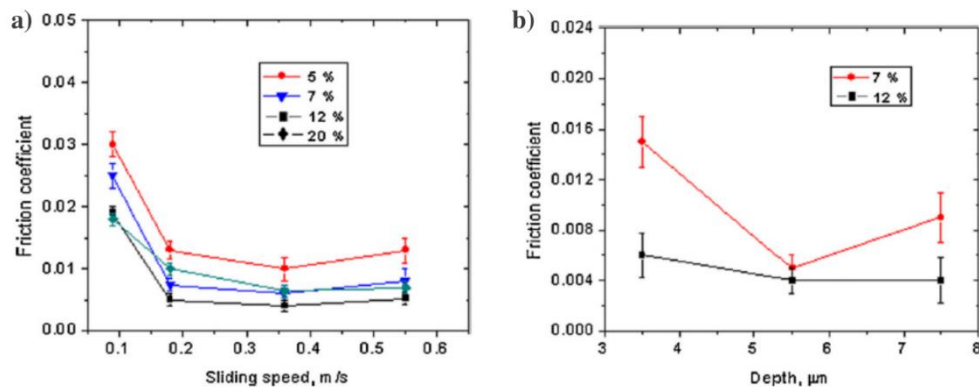 a)
0.05
0.04
0.03
0.02
0.01
0.00
Friction coefficient
5 %
7 %
12 %
20 %
0.1 0.2 0.3 0.4 0.5 0.6
Sliding speed, m/s
b)
0.024
0.020
0.016
0.012
0.008
0.004
0.000
Friction coefficient
7 %
12 %
3 4 5 6 7 8
Depth, µm